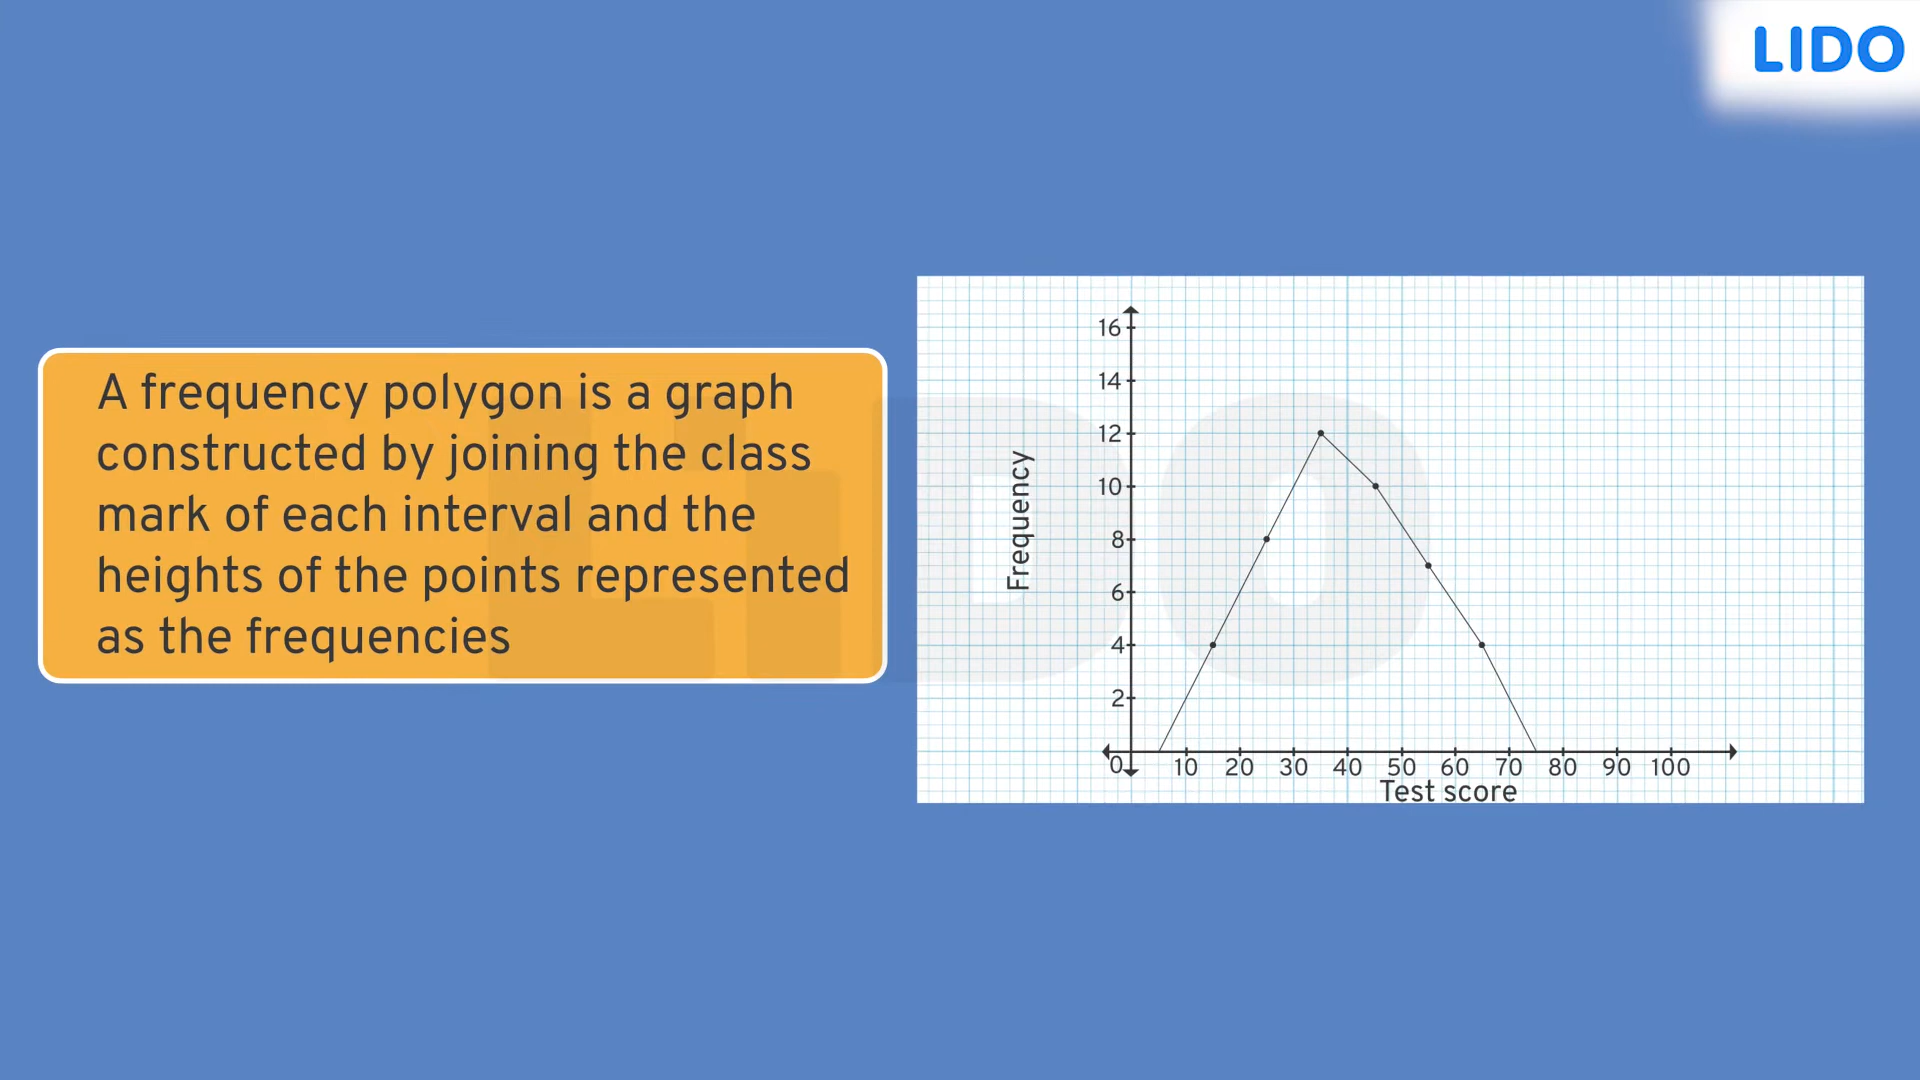 LIDO
A frequency polygon is a graph
constructed by joining the class
mark of each interval and the
heights of the points represented
as the frequencies
Frequency
16
14
12
10
8
6
4
2
0 10 20 30 40 50 60 70 80 90 100
Test score